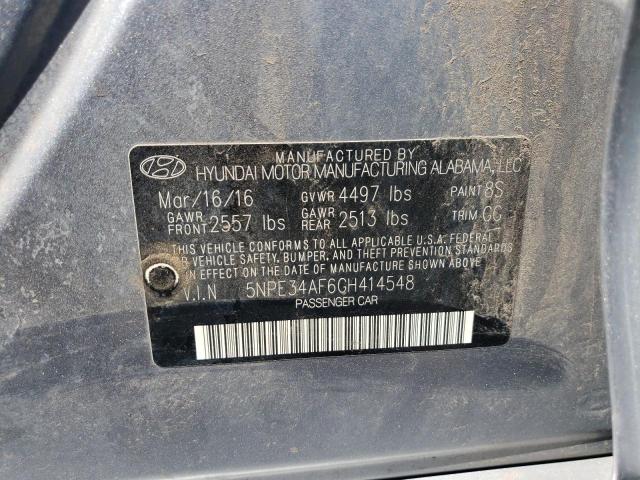 MANUFACTURED BY
HYUNDAI MOTOR MANUFACTURING ALABAMA, LLC
Mar/16/16 GVWR 4497 lbs PAINT 8S
GAWR FRONT 2557 lbs GAWR REAR 2513 lbs TRIM GG
THIS VEHICLE CONFORMS TO ALL APPLICABLE U.S.A. FEDERAL
VEHICLE SAFETY, BUMPER, AND THEFT PREVENTION STANDARDS
IN EFFECT ON THE DATE OF MANUFACTURE SHOWN ABOVE.
V.I.N 5NPE34AF6GH414548
PASSENGER CAR